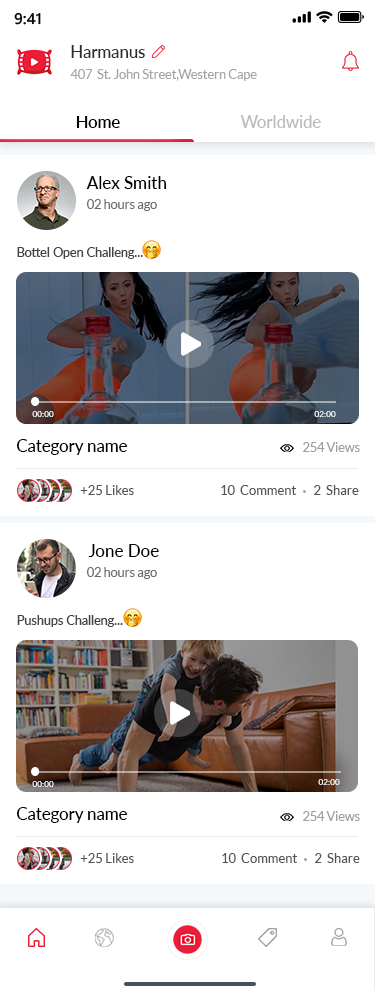 9:41
Harmanus
407 St. John Street,Western Cape
Home
Worldwide
Alex Smith
02 hours ago
Bottel Open Challeng...🤭
00:00
02:00
Category name
254 Views
+25 Likes
10 Comment • 2 Share
Jone Doe
02 hours ago
Pushups Challeng...🤭
00:00
02:00
Category name
254 Views
+25 Likes
10 Comment • 2 Share